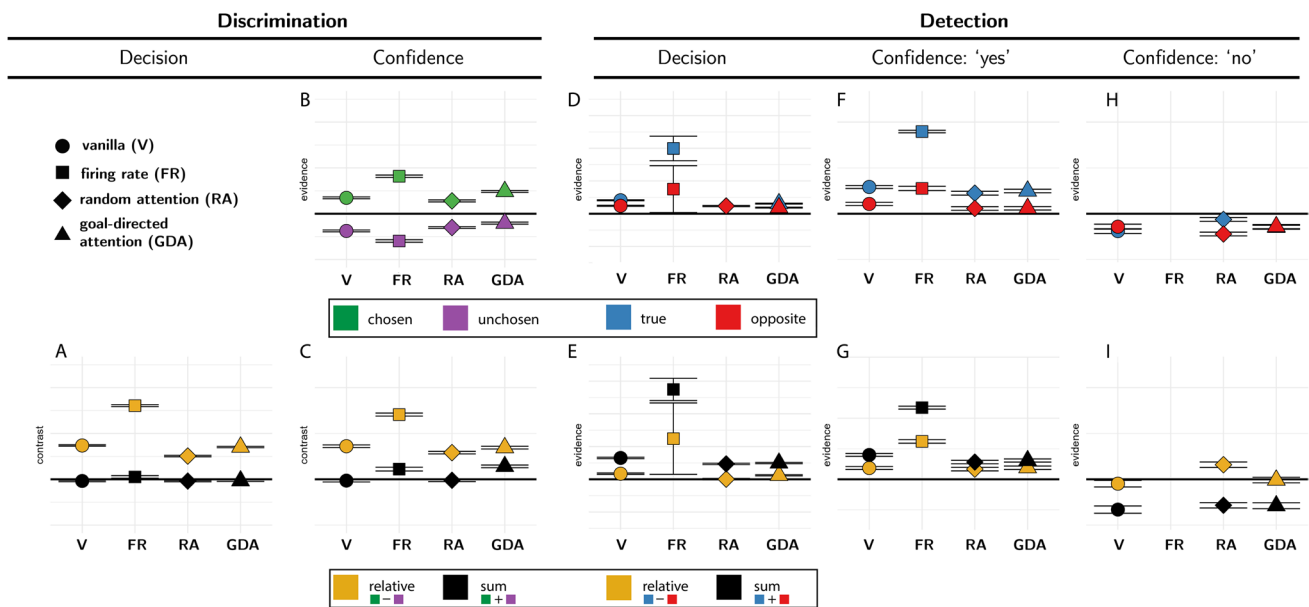 Discrimination
Detection
Decision
Confidence
Decision
Confidence: 'yes'
Confidence: 'no'
vanilla (V)
firing rate (FR)
random attention (RA)
goal-directed
attention (GDA)
B
V FR RA GDA
D
evidence
V FR RA GDA
F
evidence
V FR RA GDA
H
evidence
V FR RA GDA
chosen unchosen true opposite
A
contrast
V FR RA GDA
C
contrast
V FR RA GDA
E
evidence
V FR RA GDA
G
evidence
V FR RA GDA
I
evidence
V FR RA GDA
relative sum relative sum
− + − +